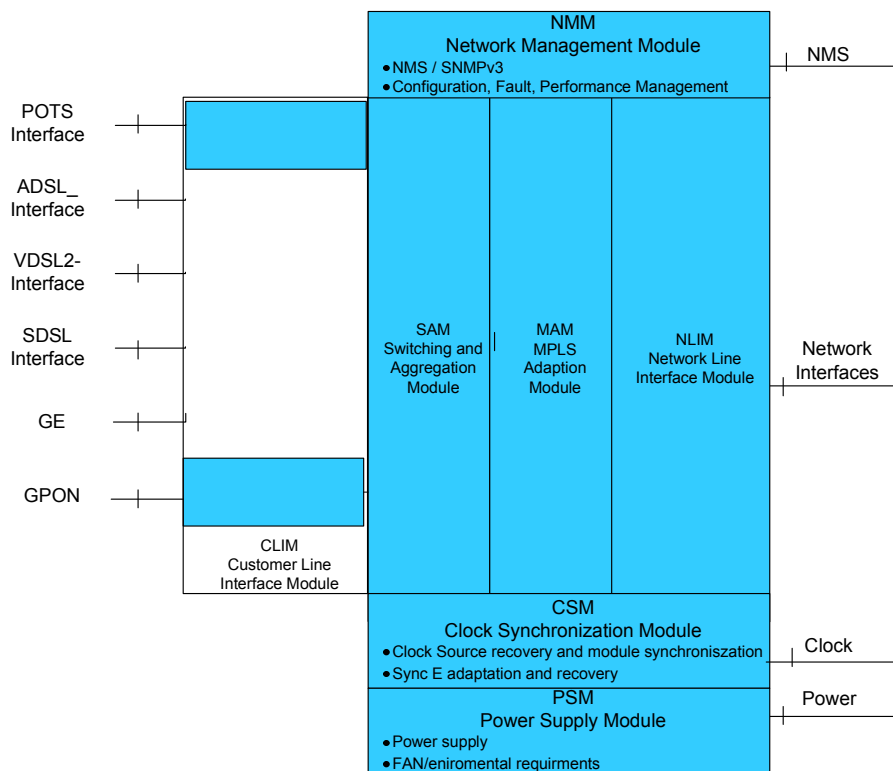 NMM
Network Management Module
●NMS / SNMPv3
●Configuration, Fault, Performance Management
NMS
POTS
Interface
ADSL_
Interface
VDSL2-
Interface
SDSL
Interface
GE
GPON
CLIM
Customer Line
Interface Module
SAM
Switching and
Aggregation
Module
MAM
MPLS
Adaption
Module
NLIM
Network Line
Interface Module
Network
Interfaces
CSM
Clock Synchronization Module
●Clock Source recovery and module synchroniszation
●Sync E adaptation and recovery
Clock
PSM
Power Supply Module
●Power supply
●FAN/enviromental requirments
Power